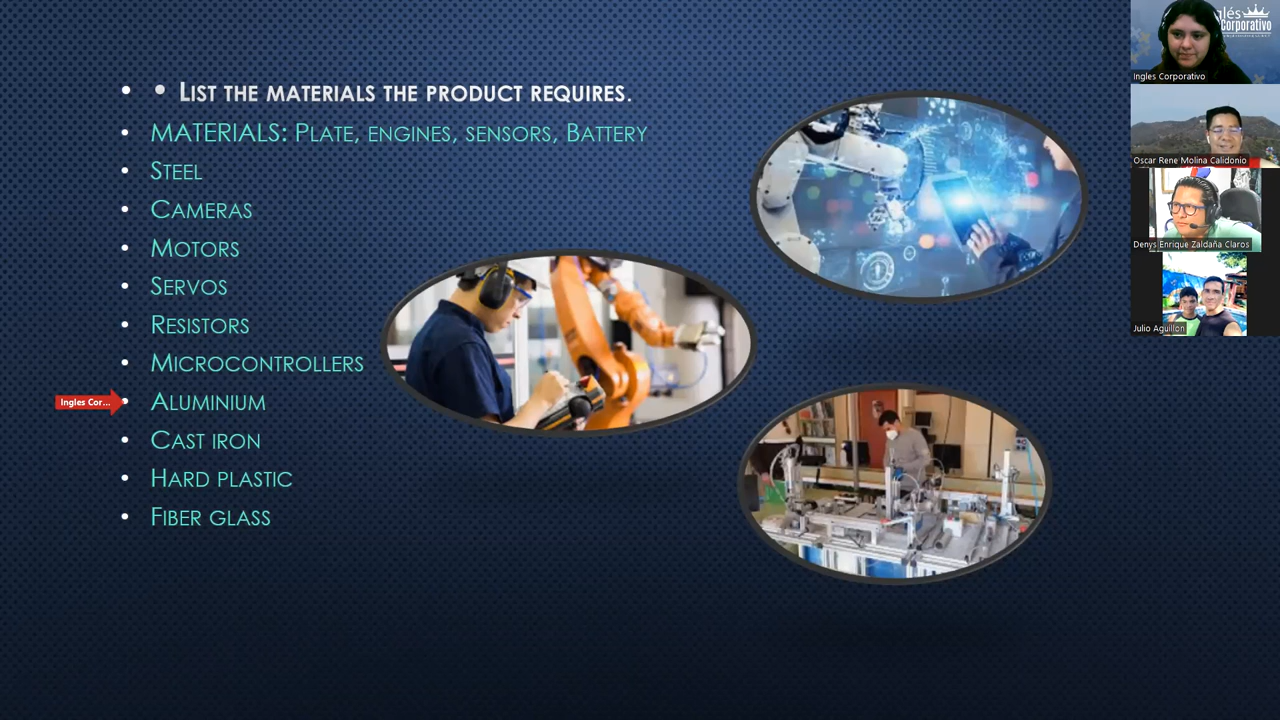 • • List the materials the product requires.
• MATERIALS: Plate, engines, sensors, Battery
• Steel
• Cameras
• Motors
• Servos
• Resistors
• Microcontrollers
Ingles Cor...
• Aluminium
• Cast iron
• Hard plastic
• Fiber glass
glés
Corporativo
Ingles Corporativo
Oscar Rene Molina Calidonio
Denys Enrique Zaldaña Claros
Julio Aguillon